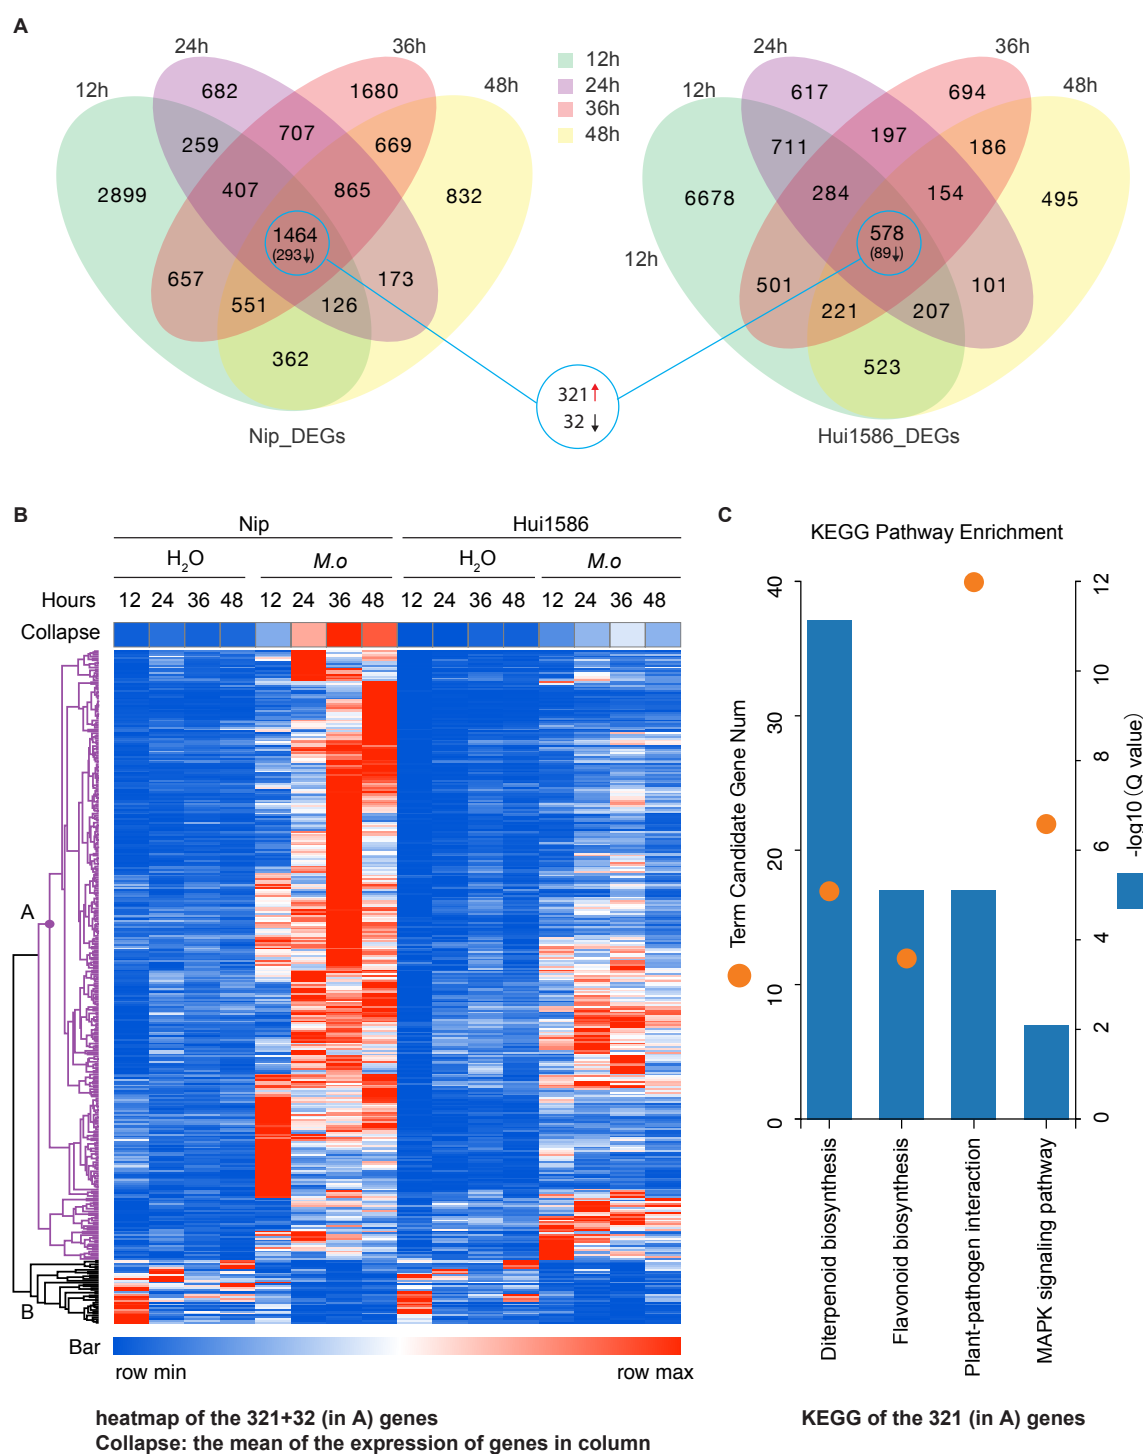 A
24h
36h
12h
48h
682
1680
259
707
669
2899
407
865
832
1464
(293↓)
657
173
551
126
362
Nip_DEGs
12h
24h
36h
48h
24h
36h
12h
48h
617
694
711
197
186
6678
284
154
495
578
(89↓)
12h
501
101
221
207
523
Hui1586_DEGs
321↑
32↓
B
Nip
Hui1586
H2O
M.o
H2O
M.o
Hours 12 24 36 48 12 24 36 48 12 24 36 48 12 24 36 48
Collapse
A
B
Bar
row min
row max
heatmap of the 321+32 (in A) genes
Collapse: the mean of the expression of genes in column
C
KEGG Pathway Enrichment
Term Candidate Gene Num
40
30
20
10
0
12
10
8
6
4
2
0
-log10 (Q value)
Diterpenoid biosynthesis
Flavonoid biosynthesis
Plant-pathogen interaction
MAPK signaling pathway
KEGG of the 321 (in A) genes